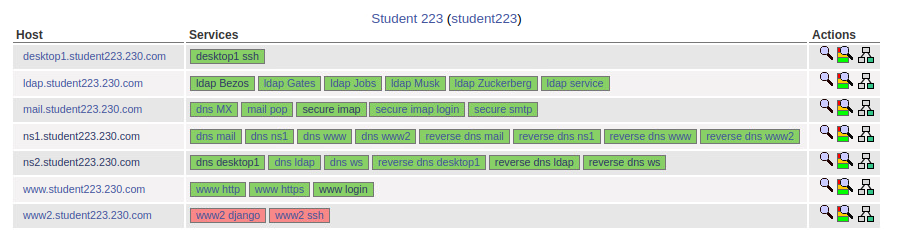 Student 223 (student223)
Host Services Actions
desktop1.student223.230.com desktop1 ssh
ldap.student223.230.com ldap Bezos ldap Gates ldap Jobs ldap Musk ldap Zuckerberg ldap service
mail.student223.230.com dns MX mail pop secure imap secure imap login secure smtp
ns1.student223.230.com dns mail dns ns1 dns www dns www2 reverse dns mail reverse dns ns1 reverse dns www reverse dns www2
ns2.student223.230.com dns desktop1 dns ldap dns ws reverse dns desktop1 reverse dns ldap reverse dns ws
www.student223.230.com www http www https www login
www2.student223.230.com www2 django www2 ssh